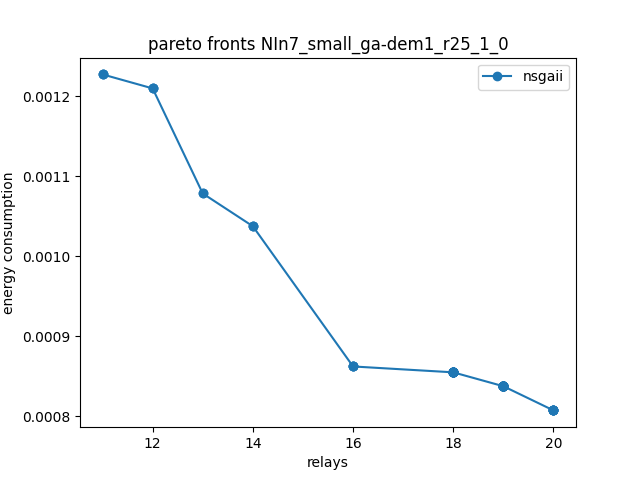 pareto fronts NIn7_small_ga-dem1_r25_1_0
nsgaii
0.0012
0.0011
0.0010
0.0009
0.0008
energy consumption
12 14 16 18 20
relays